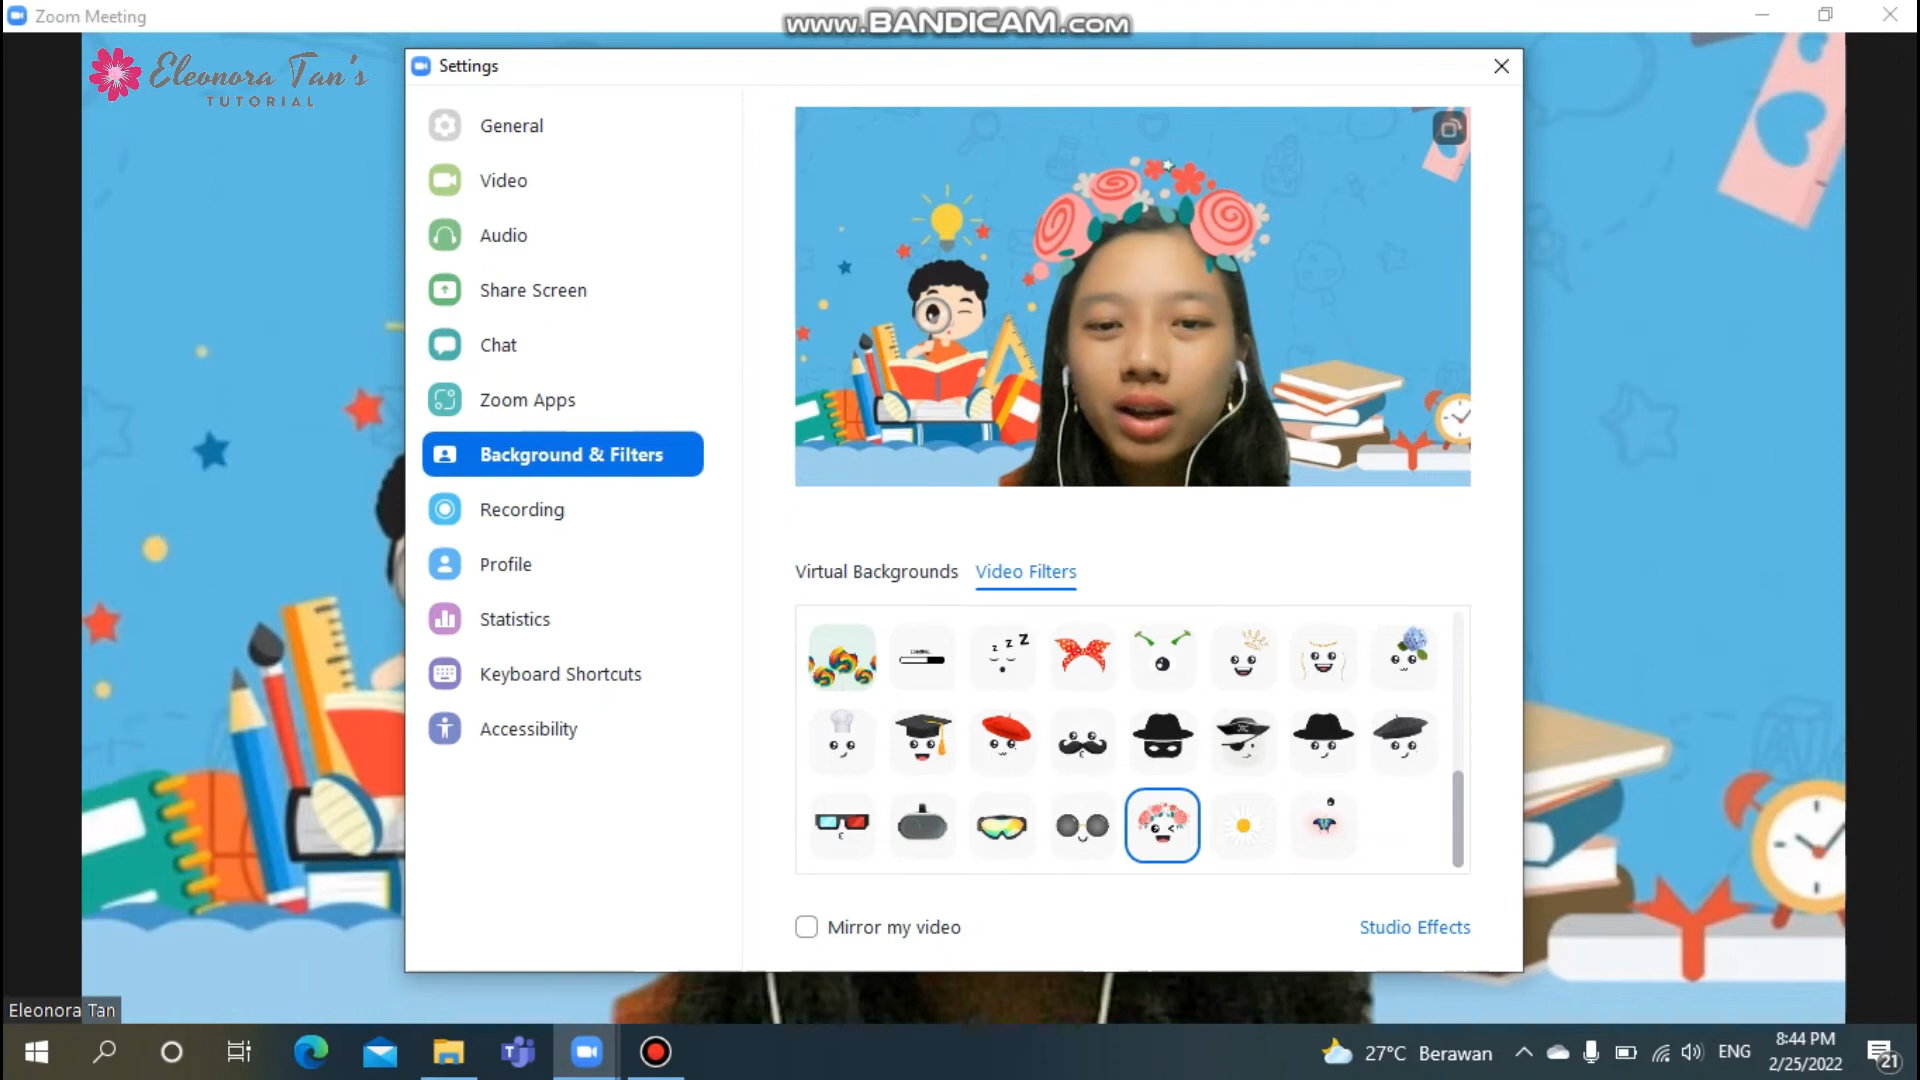 Zoom Meeting
www.BANDICAM.com
Eleonora Tan's
TUTORIAL
Settings
General
Video
Audio
Share Screen
Chat
Zoom Apps
Background & Filters
Recording
Profile
Statistics
Keyboard Shortcuts
Accessibility
Virtual Backgrounds
Video Filters
z z Z
Mirror my video
Studio Effects
Eleonora Tan
27°C Berawan
ENG
8:44 PM
2/25/2022
21